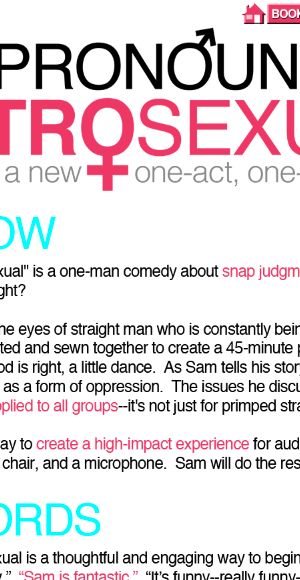 BOOK
PRONOUN
TROSEXU
a new one-act, one-
OW
xual" is a one-man comedy about snap judgm
ght?
he eyes of straight man who is constantly bein
ted and sewn together to create a 45-minute p
od is right, a little dance. As Sam tells his stor
as a form of oppression. The issues he discu
pplied to all groups--it's not just for primped stra
ay to create a high-impact experience for aud
chair, and a microphone. Sam will do the res
ORDS
xual is a thoughtful and engaging way to begin
y." "Sam is fantastic." "It's funny--really funny